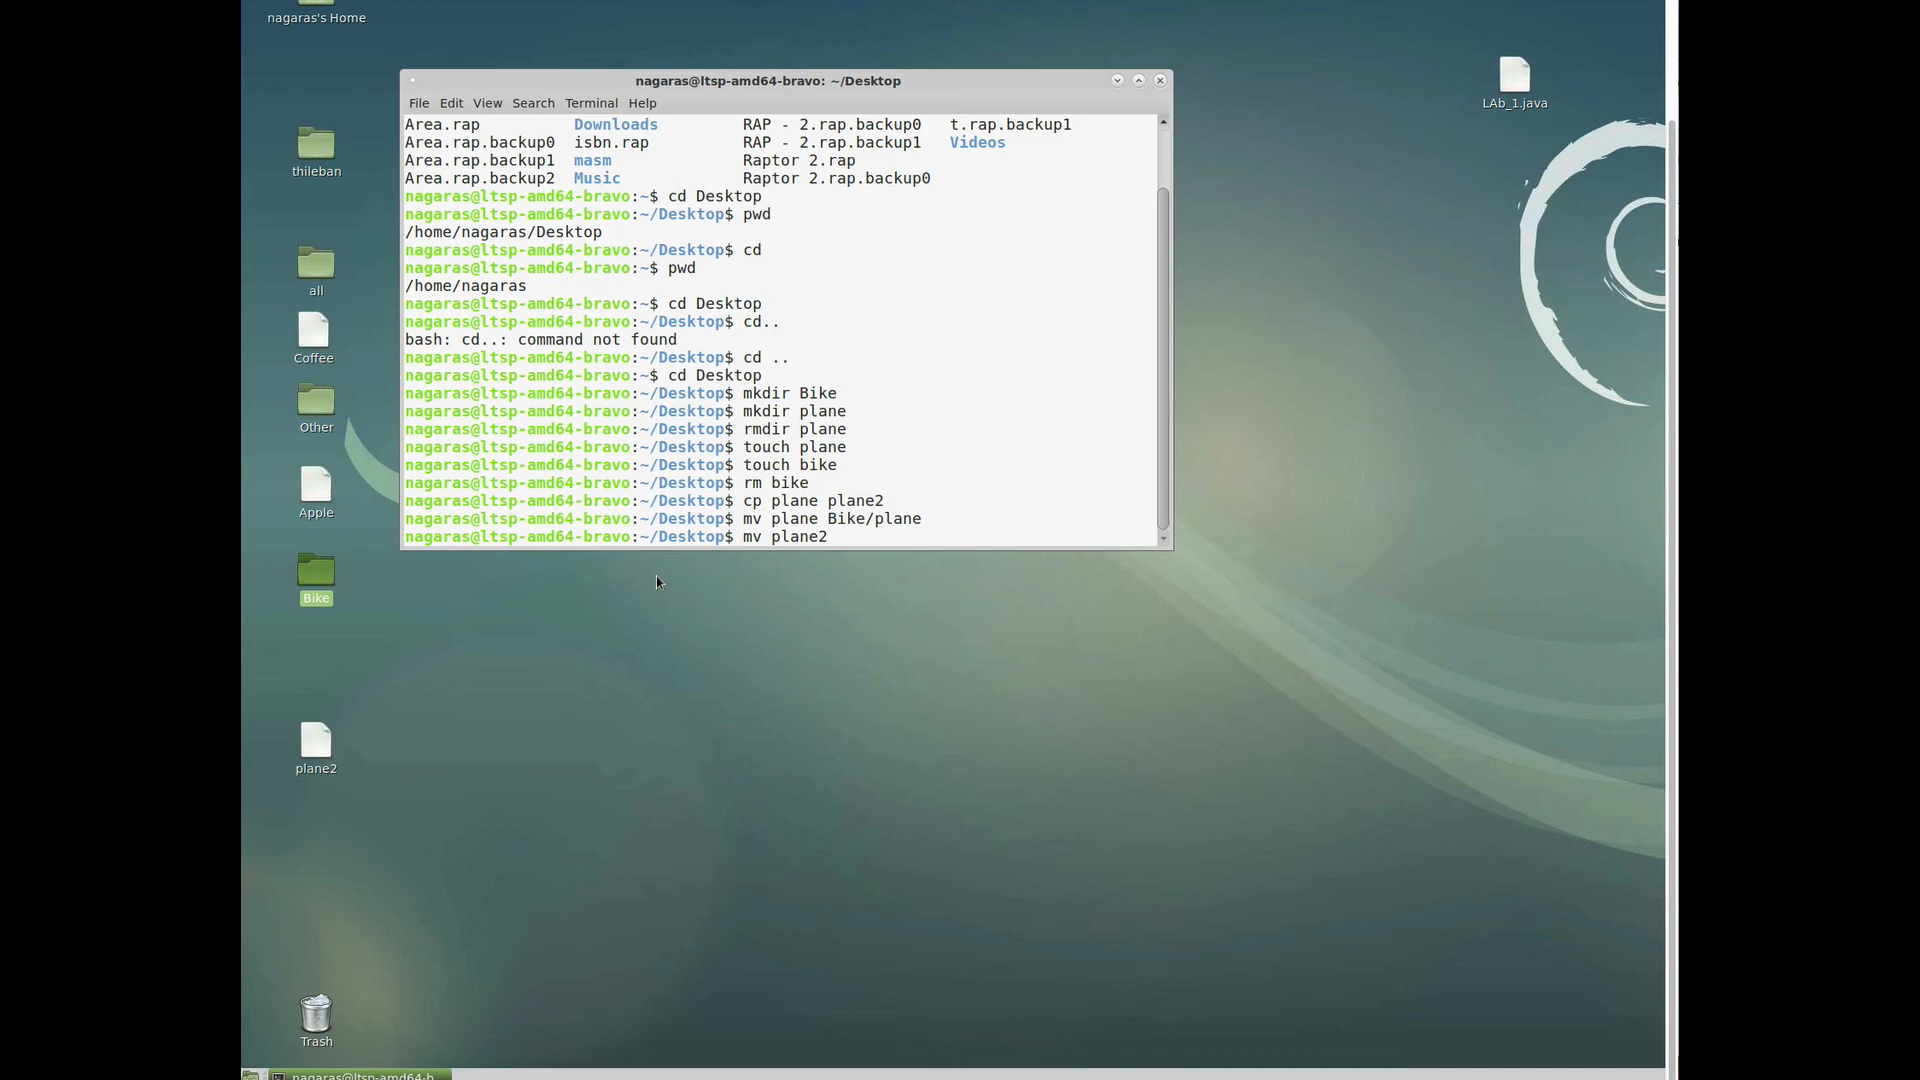 nagaras's Home
LAb_1.java
thileban
all
Coffee
Other
Apple
Bike
plane2
Trash
nagaras@ltsp-amd64-bravo: ~/Desktop
File Edit View Search Terminal Help
Area.rap Downloads RAP - 2.rap.backup0 t.rap.backup1
Area.rap.backup0 isbn.rap RAP - 2.rap.backup1 Videos
Area.rap.backup1 masm Raptor 2.rap
Area.rap.backup2 Music Raptor 2.rap.backup0
nagaras@ltsp-amd64-bravo:~$ cd Desktop
nagaras@ltsp-amd64-bravo:~/Desktop$ pwd
/home/nagaras/Desktop
nagaras@ltsp-amd64-bravo:~/Desktop$ cd
nagaras@ltsp-amd64-bravo:~$ pwd
/home/nagaras
nagaras@ltsp-amd64-bravo:~$ cd Desktop
nagaras@ltsp-amd64-bravo:~/Desktop$ cd..
bash: cd..: command not found
nagaras@ltsp-amd64-bravo:~/Desktop$ cd ..
nagaras@ltsp-amd64-bravo:~$ cd Desktop
nagaras@ltsp-amd64-bravo:~/Desktop$ mkdir Bike
nagaras@ltsp-amd64-bravo:~/Desktop$ mkdir plane
nagaras@ltsp-amd64-bravo:~/Desktop$ rmdir plane
nagaras@ltsp-amd64-bravo:~/Desktop$ touch plane
nagaras@ltsp-amd64-bravo:~/Desktop$ touch bike
nagaras@ltsp-amd64-bravo:~/Desktop$ rm bike
nagaras@ltsp-amd64-bravo:~/Desktop$ cp plane plane2
nagaras@ltsp-amd64-bravo:~/Desktop$ mv plane Bike/plane
nagaras@ltsp-amd64-bravo:~/Desktop$ mv plane2
nagaras@ltsp-amd64-b